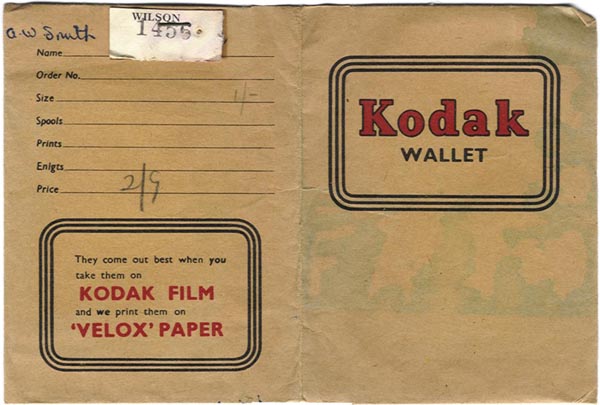 A.W Smith
WILSON
1456
Name
Order No.
Size 1/-
Spools
Prints
Enlgts
Price 2/9
They come out best when you
take them on
KODAK FILM
and we print them on
'VELOX' PAPER
Kodak
WALLET